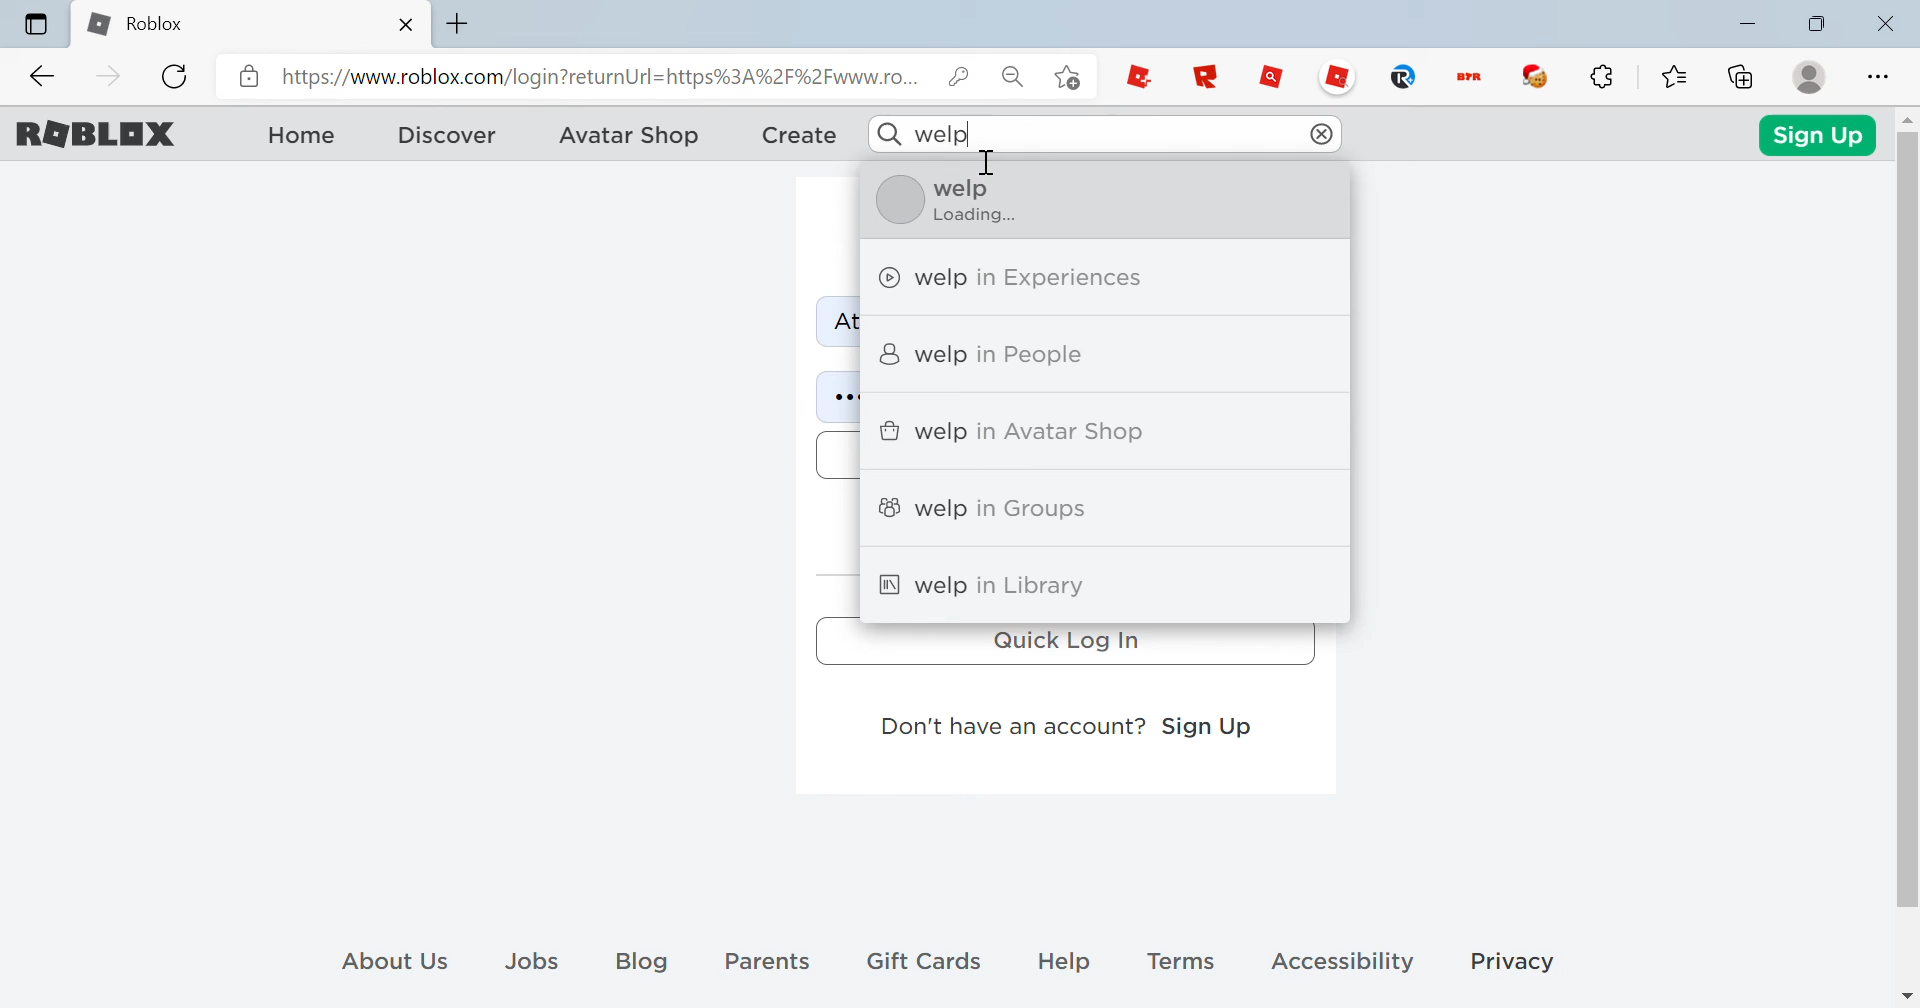 Roblox
https://www.roblox.com/login?returnUrl=https%3A%2F%2Fwww.ro...
BTR
ROBLOX Home Discover Avatar Shop Create welp Sign Up
welp
Loading...
welp in Experiences
At
welp in People
•••
welp in Avatar Shop
welp in Groups
welp in Library
Quick Log In
Don't have an account? Sign Up
About Us Jobs Blog Parents Gift Cards Help Terms Accessibility Privacy